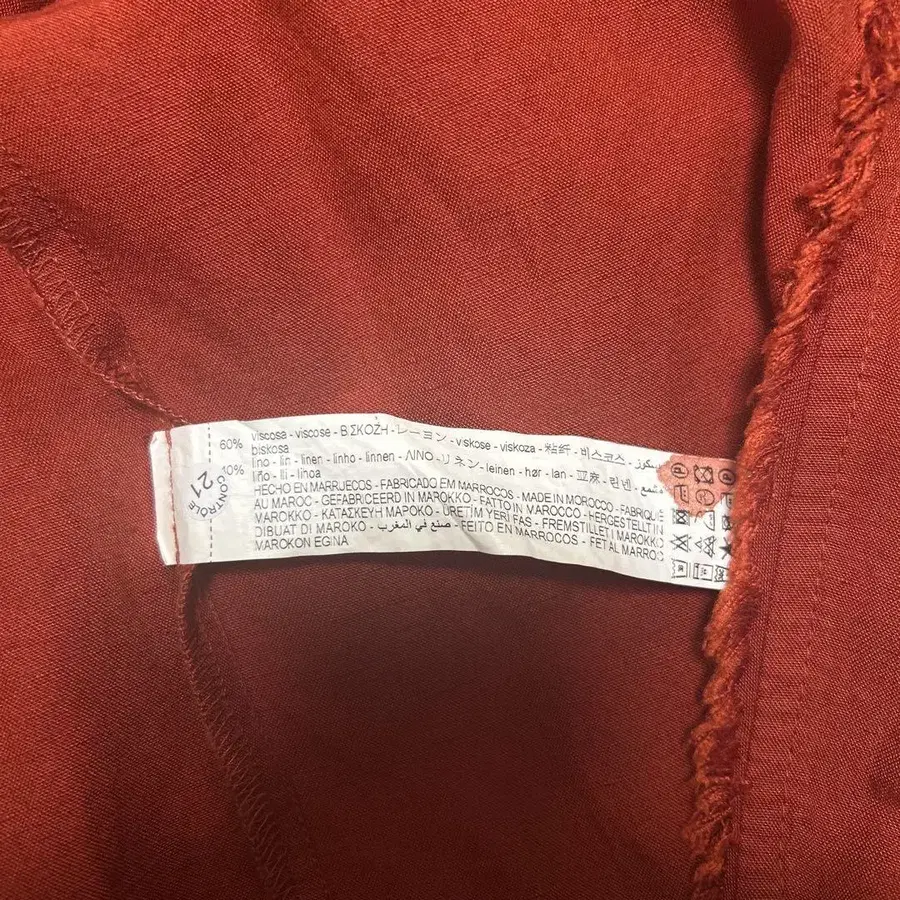 60% viscosa - viscose - ΒΙΣΚΟΖΗ - レーヨン - viskose - viskoza - 粘纤 - 비스코스 - فسكوز
biskosa
40% lino - lin - linen - linho - linnen - ΛΙΝΟ - リネン - leinen - hør - lan - 亚麻 - 린넨 -
liño - lli - lihoa
HECHO EN MARRUECOS - FABRICADO EM MARROCOS - MADE IN MOROCCO - FABRIQUÉ
AU MAROC - GEFABRICEERD IN MAROKKO - FATTO IN MAROCCO - HERGESTELLT IN
MAROKKO - ΚΑΤΑΣΚΕΥΗ ΜΑΡΟΚΟ - ÜRETİM YERİ FAS - FREMSTILLET I MAROKKO
DIBUAT DI MAROKO - صنع في المغرب - FEITO EN MARROCOS - FET AL MARROC
MAROKON EGINA
CONTROLE
21